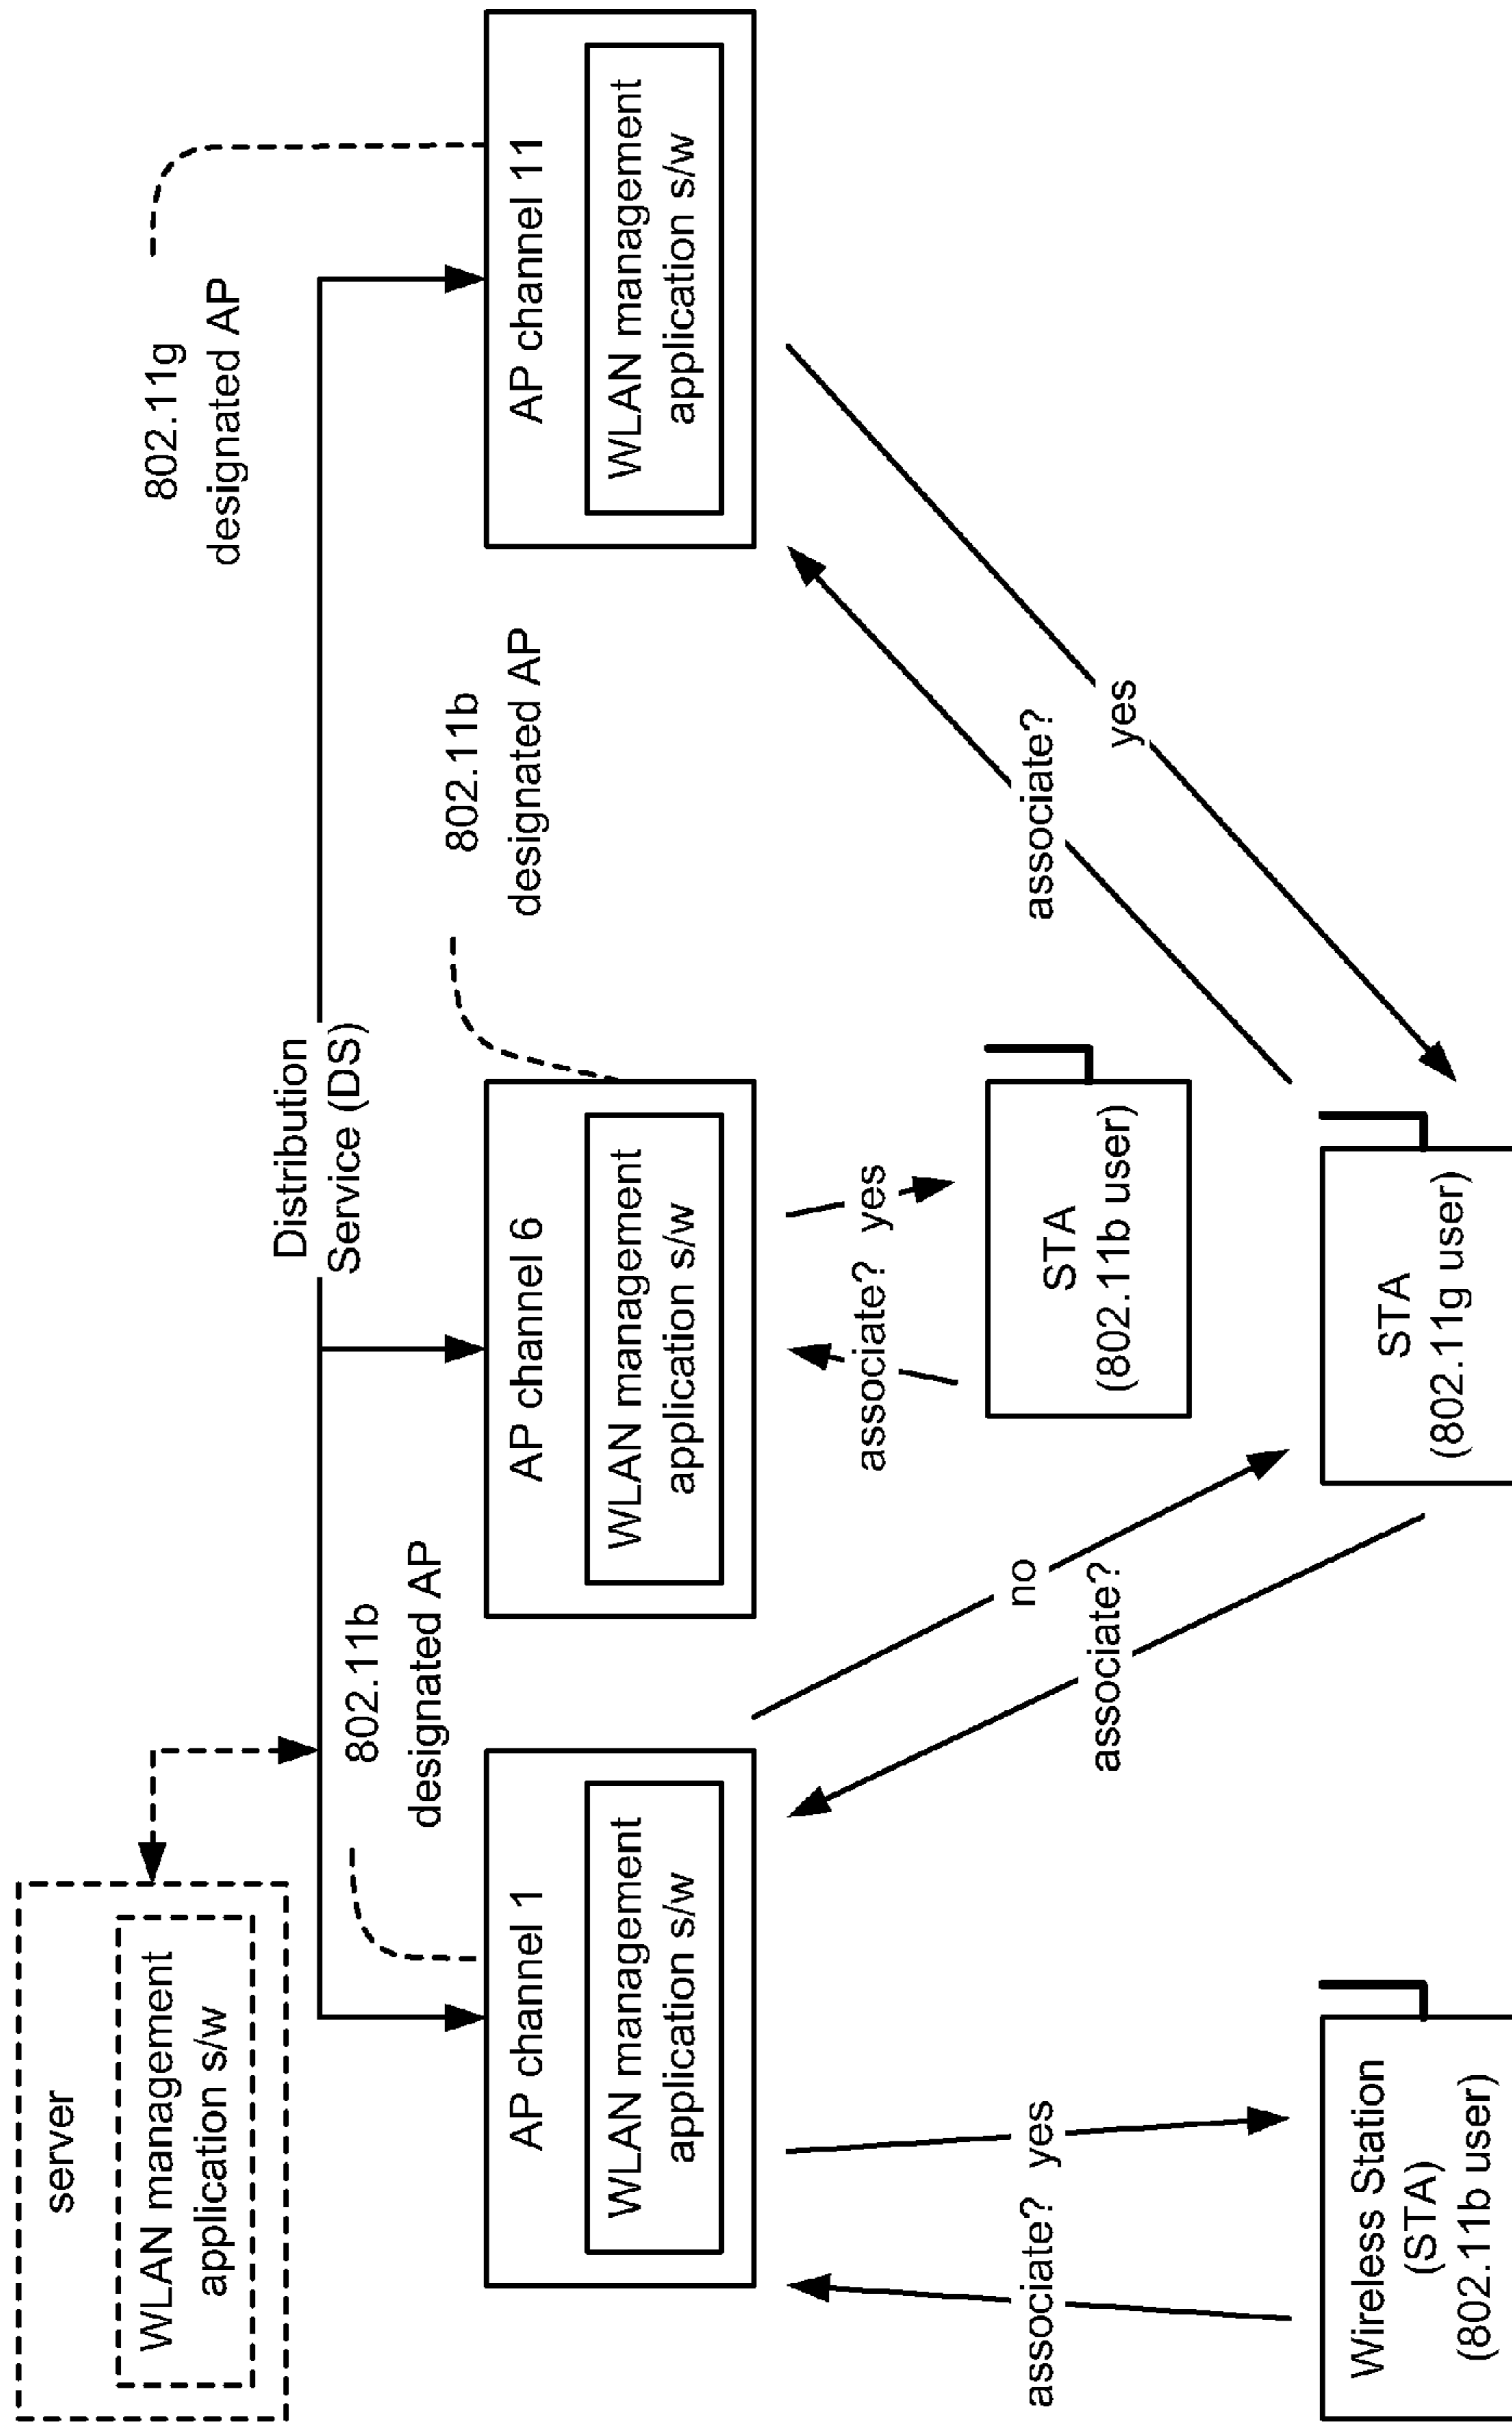 server
WLAN management
application s/w
Distribution
Service (DS)
802.11b
designated AP
802.11b
designated AP
802.11g
designated AP
AP channel 1
WLAN management
application s/w
AP channel 6
WLAN management
application s/w
AP channel 11
WLAN management
application s/w
associate? yes
no
associate?
associate? yes
associate?
yes
Wireless Station
(STA)
(802.11b user)
STA
(802.11b user)
STA
(802.11g user)